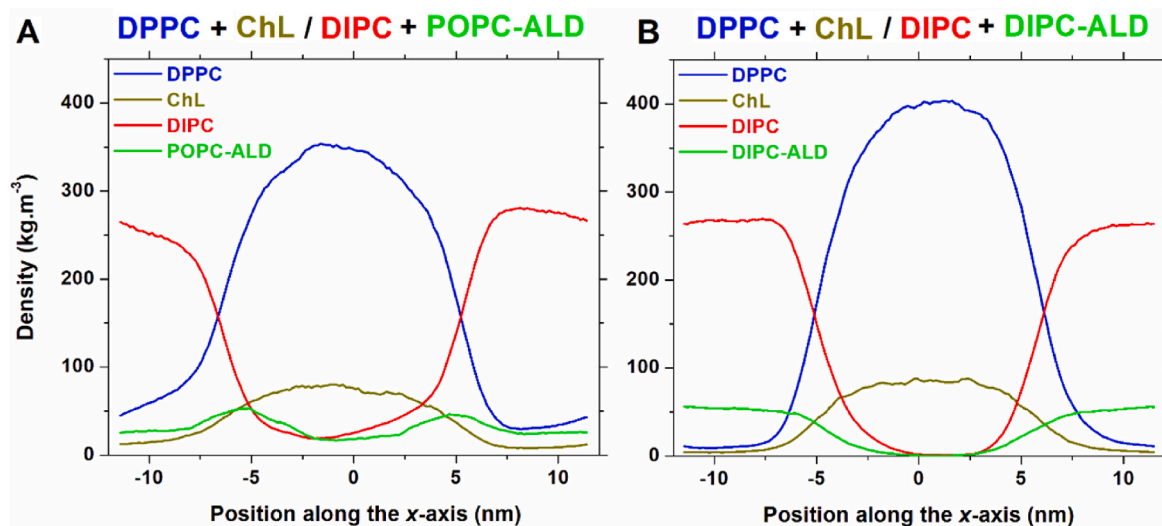 A DPPC + ChL / DIPC + POPC-ALD
DPPC
ChL
DIPC
POPC-ALD
400
300
200
100
0
-10 -5 0 5 10
Density (kg.m-3)
Position along the x-axis (nm)
B DPPC + ChL / DIPC + DIPC-ALD
DPPC
ChL
DIPC
DIPC-ALD
400
300
200
100
0
-10 -5 0 5 10
Position along the x-axis (nm)